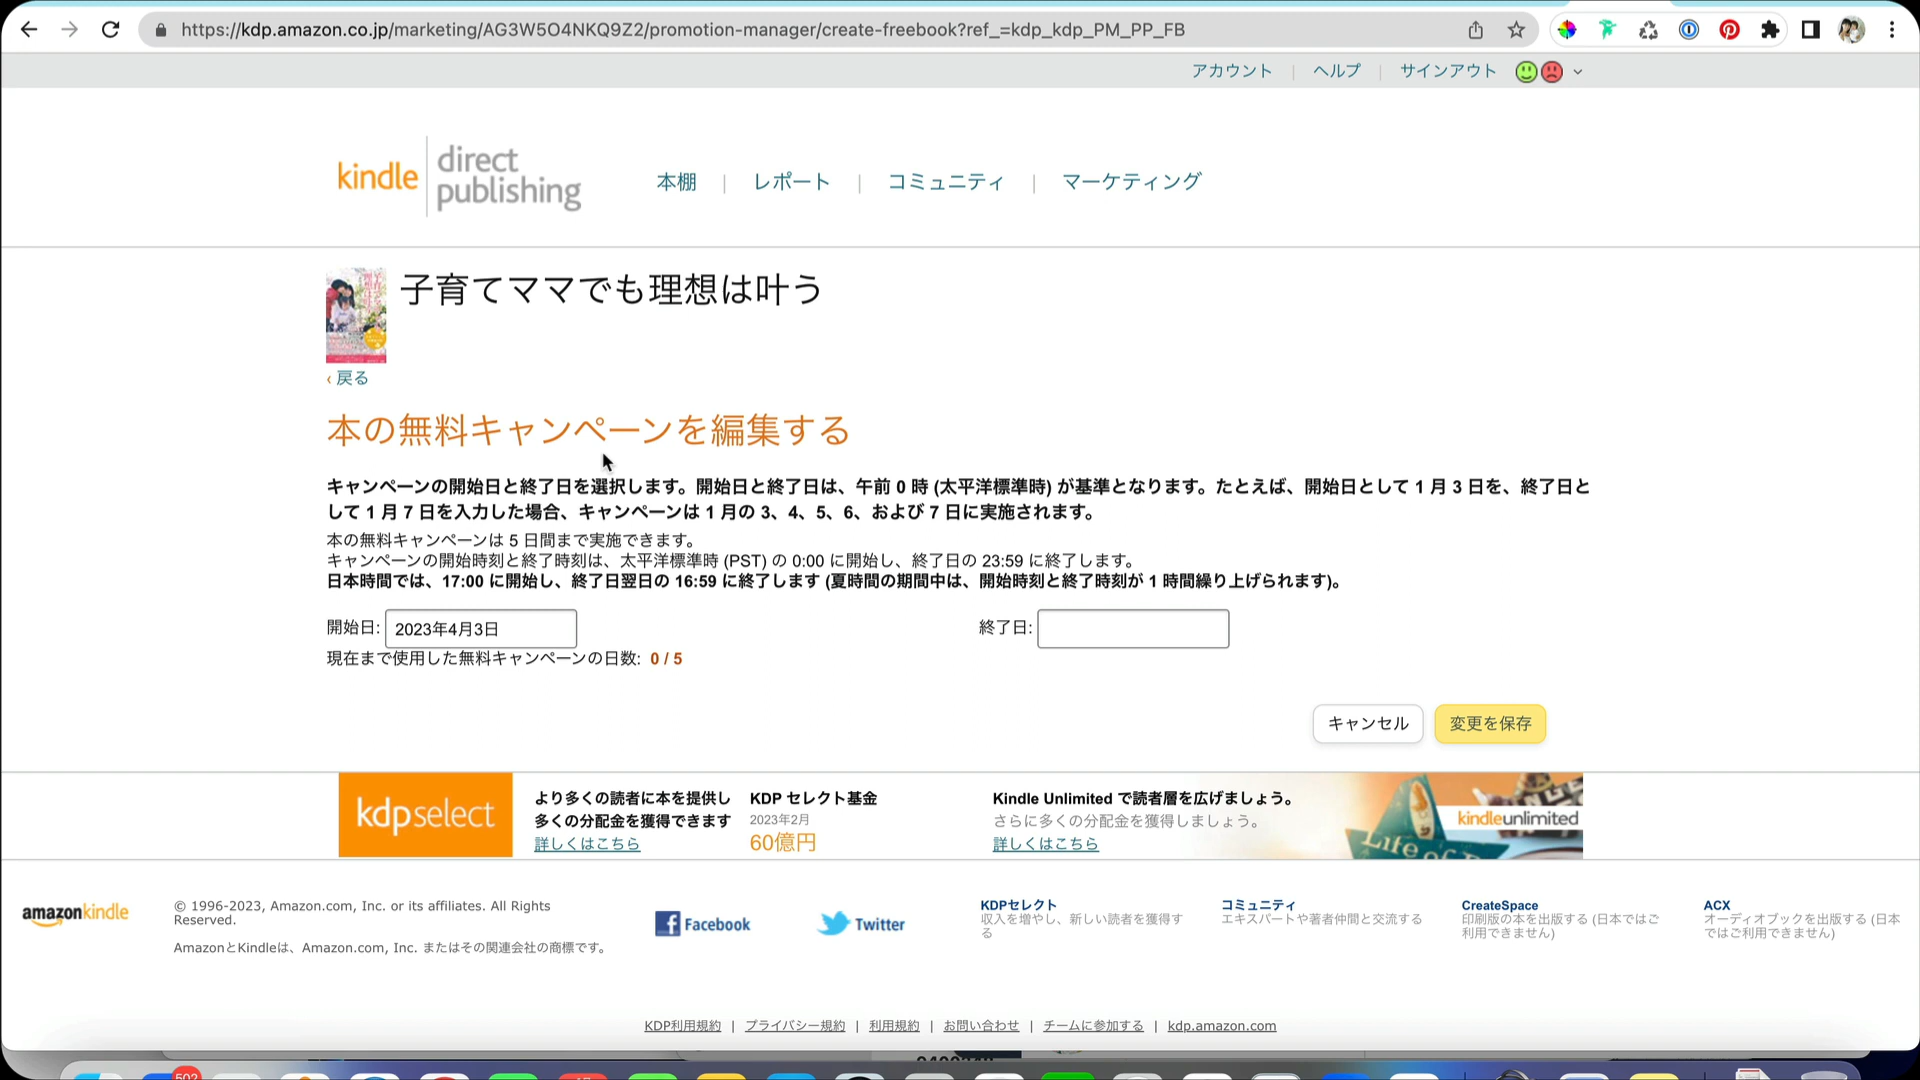 https://kdp.amazon.co.jp/marketing/AG3W5O4NKQ9Z2/promotion-manager/create-freebook?ref_=kdp_kdp_PM_PP_FB
アカウント | ヘルプ | サインアウト
kindle direct publishing
本棚 | レポート | コミュニティ | マーケティング
子育てママでも理想は叶う
‹ 戻る
本の無料キャンペーンを編集する
キャンペーンの開始日と終了日を選択します。開始日と終了日は、午前 0 時 (太平洋標準時) が基準となります。たとえば、開始日として 1 月 3 日を、終了日と
して 1 月 7 日を入力した場合、キャンペーンは 1 月の 3、4、5、6、および 7 日に実施されます。
本の無料キャンペーンは 5 日間まで実施できます。
キャンペーンの開始時刻と終了時刻は、太平洋標準時 (PST) の 0:00 に開始し、終了日の 23:59 に終了します。
日本時間では、17:00 に開始し、終了日翌日の 16:59 に終了します (夏時間の期間中は、開始時刻と終了時刻が 1 時間繰り上げられます)。
開始日: 2023年4月3日 終了日:
現在まで使用した無料キャンペーンの日数: 0 / 5
キャンセル 変更を保存
kdpselect
より多くの読者に本を提供し
多くの分配金を獲得できます
詳しくはこちら
KDP セレクト基金
2023年2月
60億円
Kindle Unlimited で読者層を広げましょう。
さらに多くの分配金を獲得しましょう。
詳しくはこちら
kindleunlimited
Life of
amazonkindle
© 1996-2023, Amazon.com, Inc. or its affiliates. All Rights
Reserved.
AmazonとKindleは、Amazon.com, Inc. またはその関連会社の商標です。
Facebook
Twitter
KDPセレクト
収入を増やし、新しい読者を獲得す
る
コミュニティ
エキスパートや著者仲間と交流する
CreateSpace
印刷版の本を出版する (日本ではご
利用できません)
ACX
オーディオブックを出版する (日本
ではご利用できません)
KDP利用規約 | プライバシー規約 | 利用規約 | お問い合わせ | チームに参加する | kdp.amazon.com
502